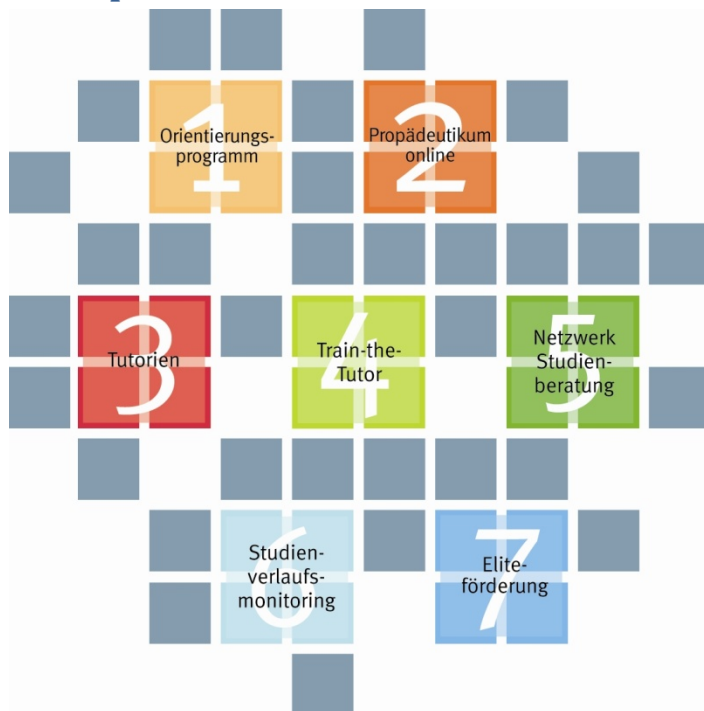 1
Orientierungs-
programm
2
Propädeutikum
online
3
Tutorien
4
Train-the-
Tutor
5
Netzwerk
Studien-
beratung
6
Studien-
verlaufs-
monitoring
7
Elite-
förderung